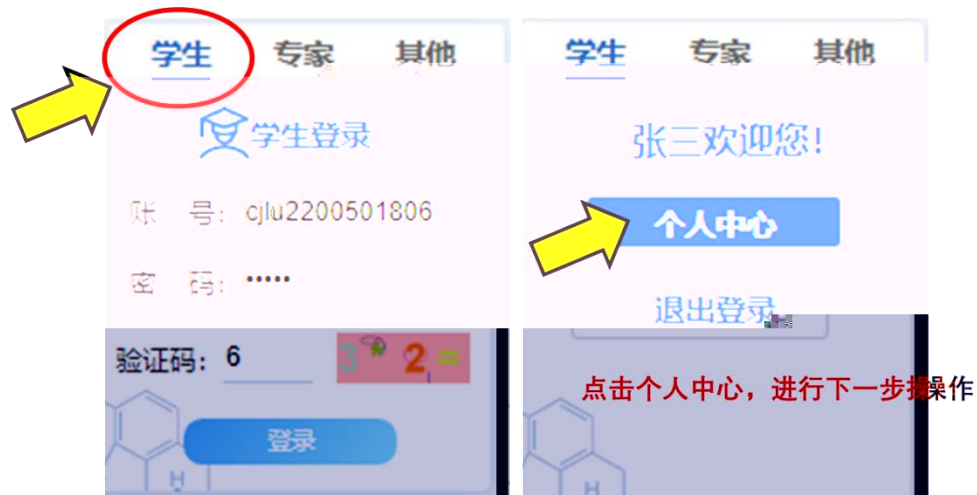 学生 专家 其他
学生登录
账 号: cjlu2200501806
密 码: •••••
验证码: 6 3 * 2 =
登录
H
学生 专家 其他
张三欢迎您!
个人中心
退出登录
点击个人中心，进行下一步操作
H